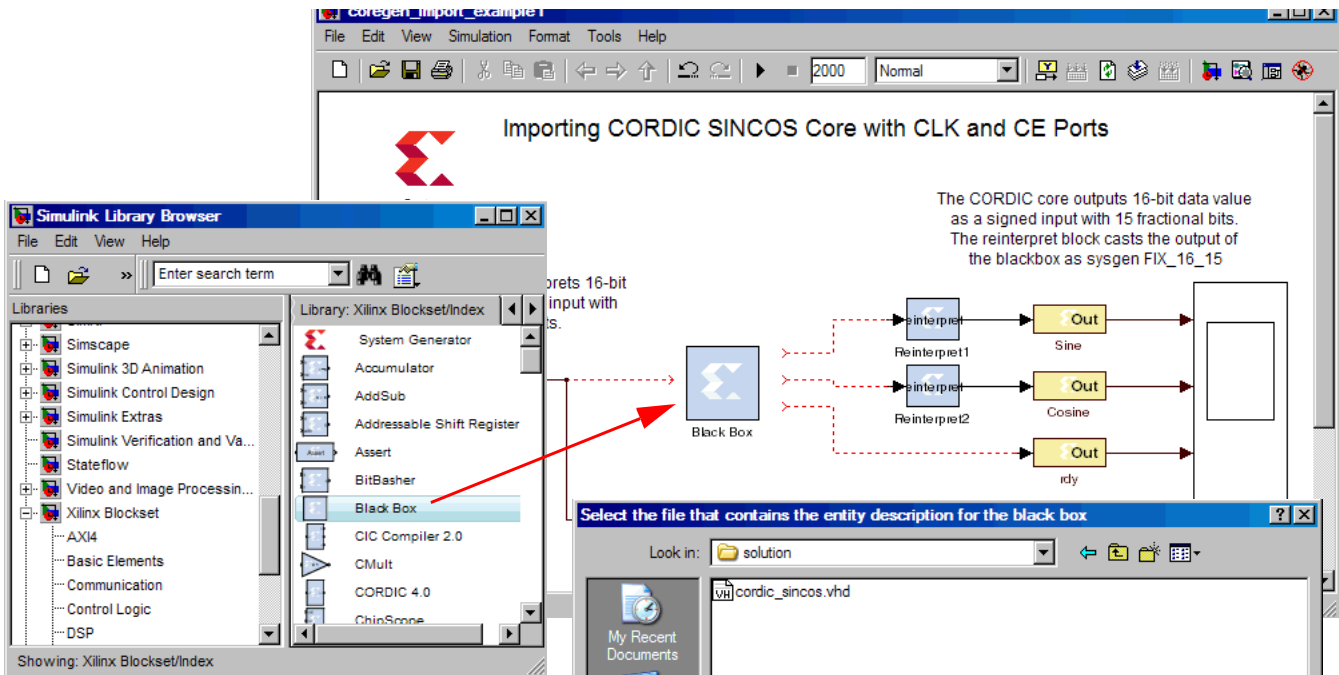 coregen_import_example1
File Edit View Simulation Format Tools Help
2000 Normal
Importing CORDIC SINCOS Core with CLK and CE Ports
The CORDIC core outputs 16-bit data value
as a signed input with 15 fractional bits.
The reinterpret block casts the output of
the blackbox as sysgen FIX_16_15
prets 16-bit
input with
Black Box
einterpret
Reinterpret1
einterpret
Reinterpret2
Out
Sine
Out
Cosine
Out
rdy
Simulink Library Browser
File Edit View Help
» Enter search term
Libraries
Simscape
Simulink 3D Animation
Simulink Control Design
Simulink Extras
Simulink Verification and Va...
Stateflow
Video and Image Processin...
Xilinx Blockset
AXI4
Basic Elements
Communication
Control Logic
DSP
Library: Xilinx Blockset/Index
System Generator
Accumulator
AddSub
Addressable Shift Register
Assert
Assert
BitBasher
Black Box
CIC Compiler 2.0
CMult
CORDIC 4.0
ChipScope
Showing: Xilinx Blockset/Index
Select the file that contains the entity description for the black box
Look in: solution
cordic_sincos.vhd
My Recent
Documents